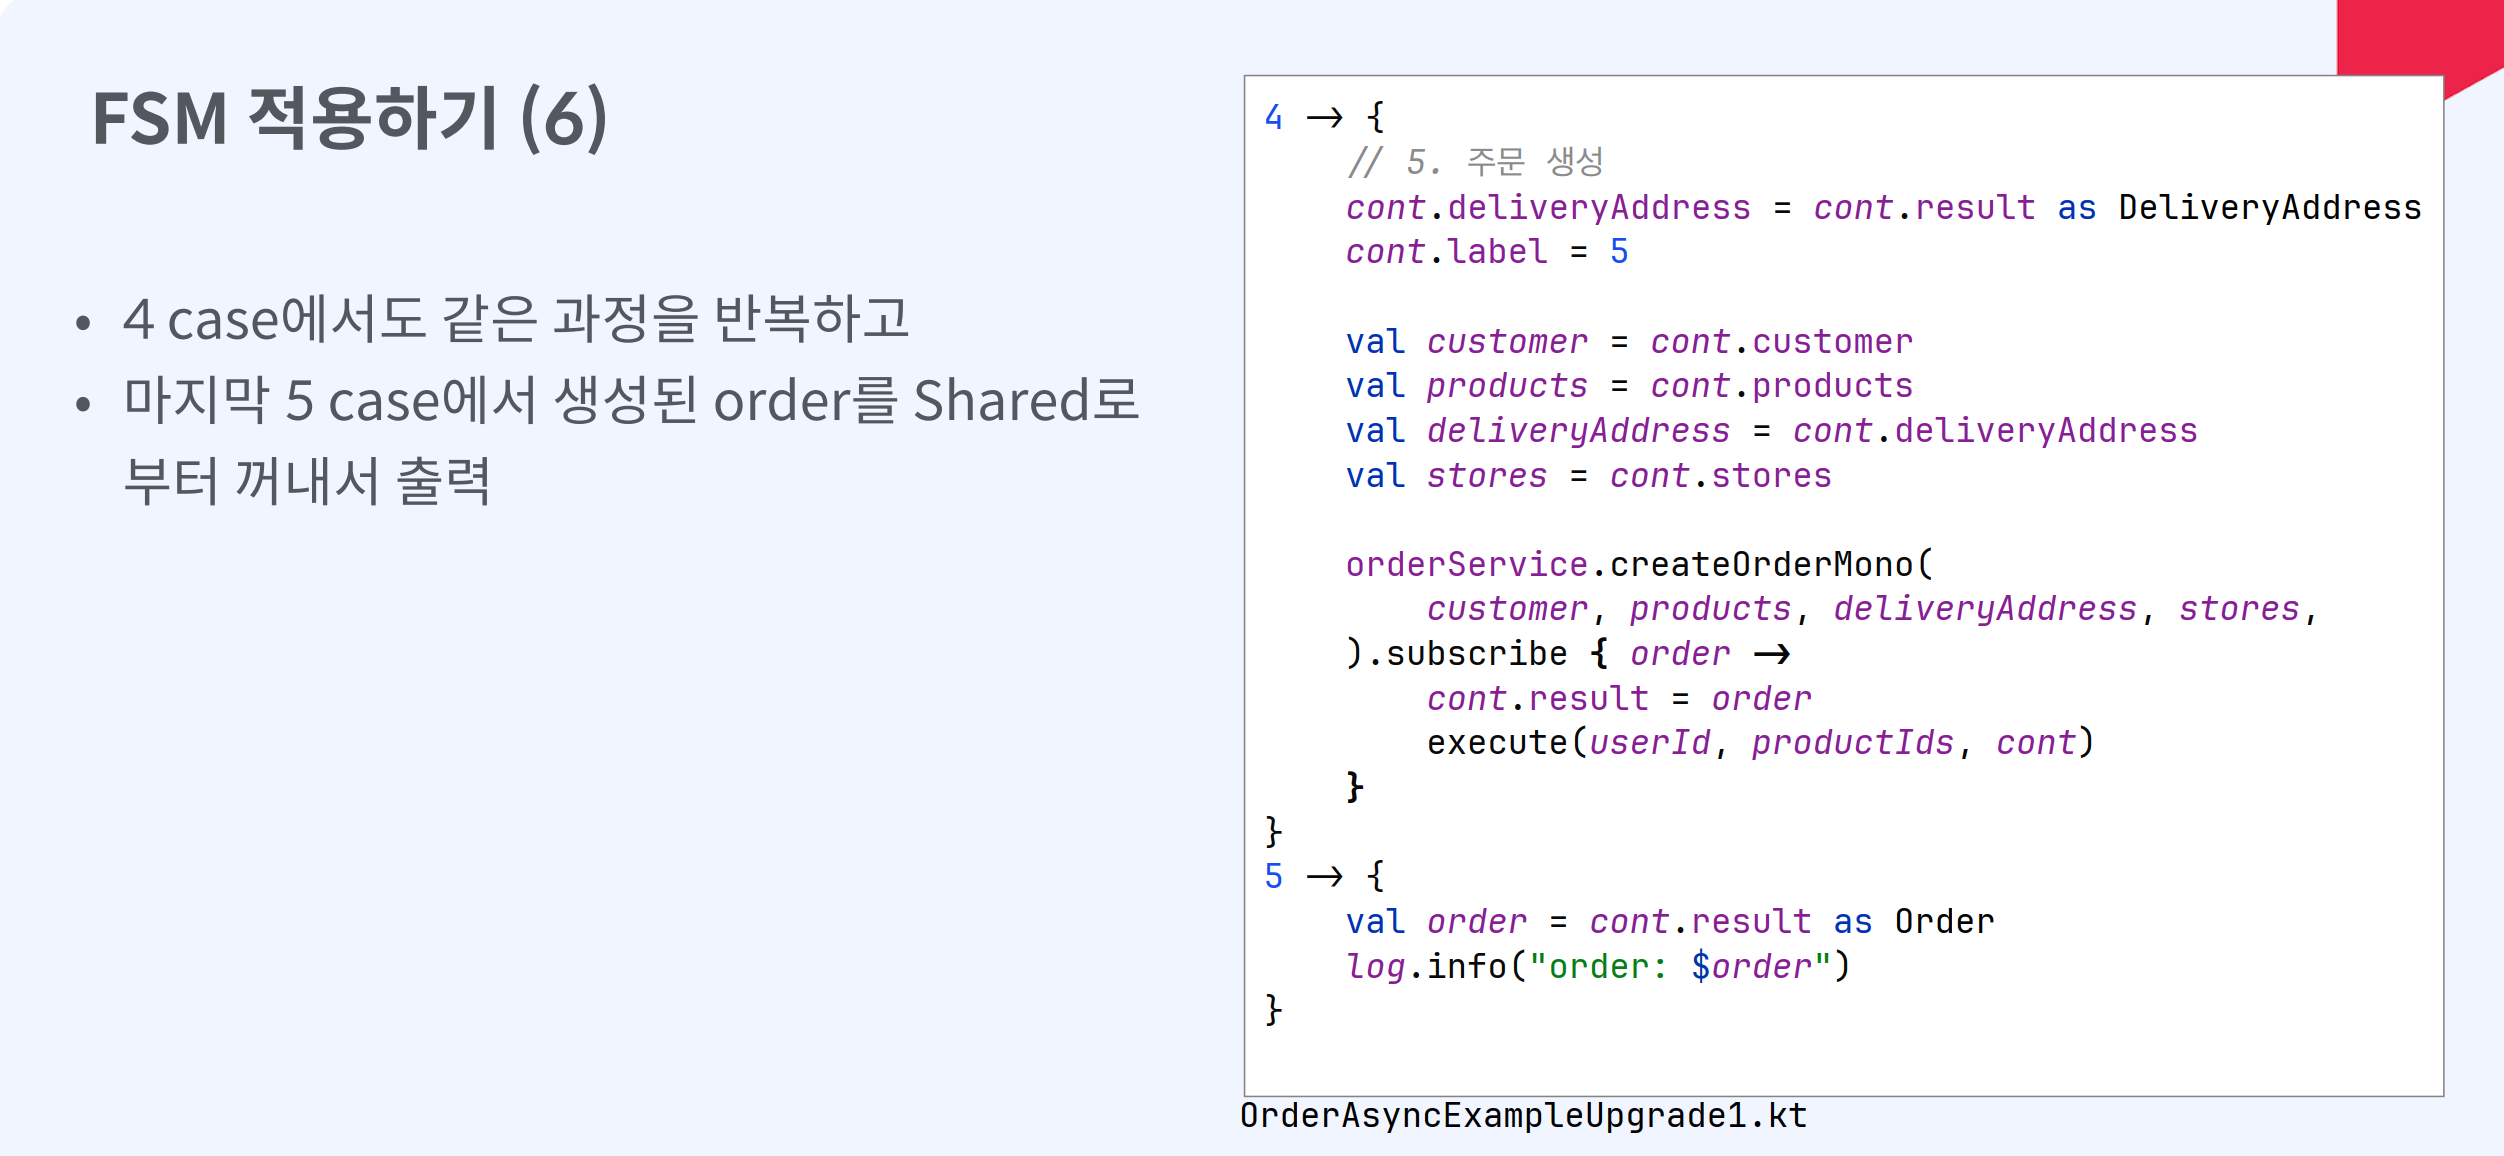 FSM 적용하기 (6)
• 4 case에서도 같은 과정을 반복하고
• 마지막 5 case에서 생성된 order를 Shared로
부터 꺼내서 출력
4 -> {
    // 5. 주문 생성
    cont.deliveryAddress = cont.result as DeliveryAddress
    cont.label = 5

    val customer = cont.customer
    val products = cont.products
    val deliveryAddress = cont.deliveryAddress
    val stores = cont.stores

    orderService.createOrderMono(
        customer, products, deliveryAddress, stores,
    ).subscribe { order ->
        cont.result = order
        execute(userId, productIds, cont)
    }
}
5 -> {
    val order = cont.result as Order
    log.info("order: $order")
}
OrderAsyncExampleUpgrade1.kt